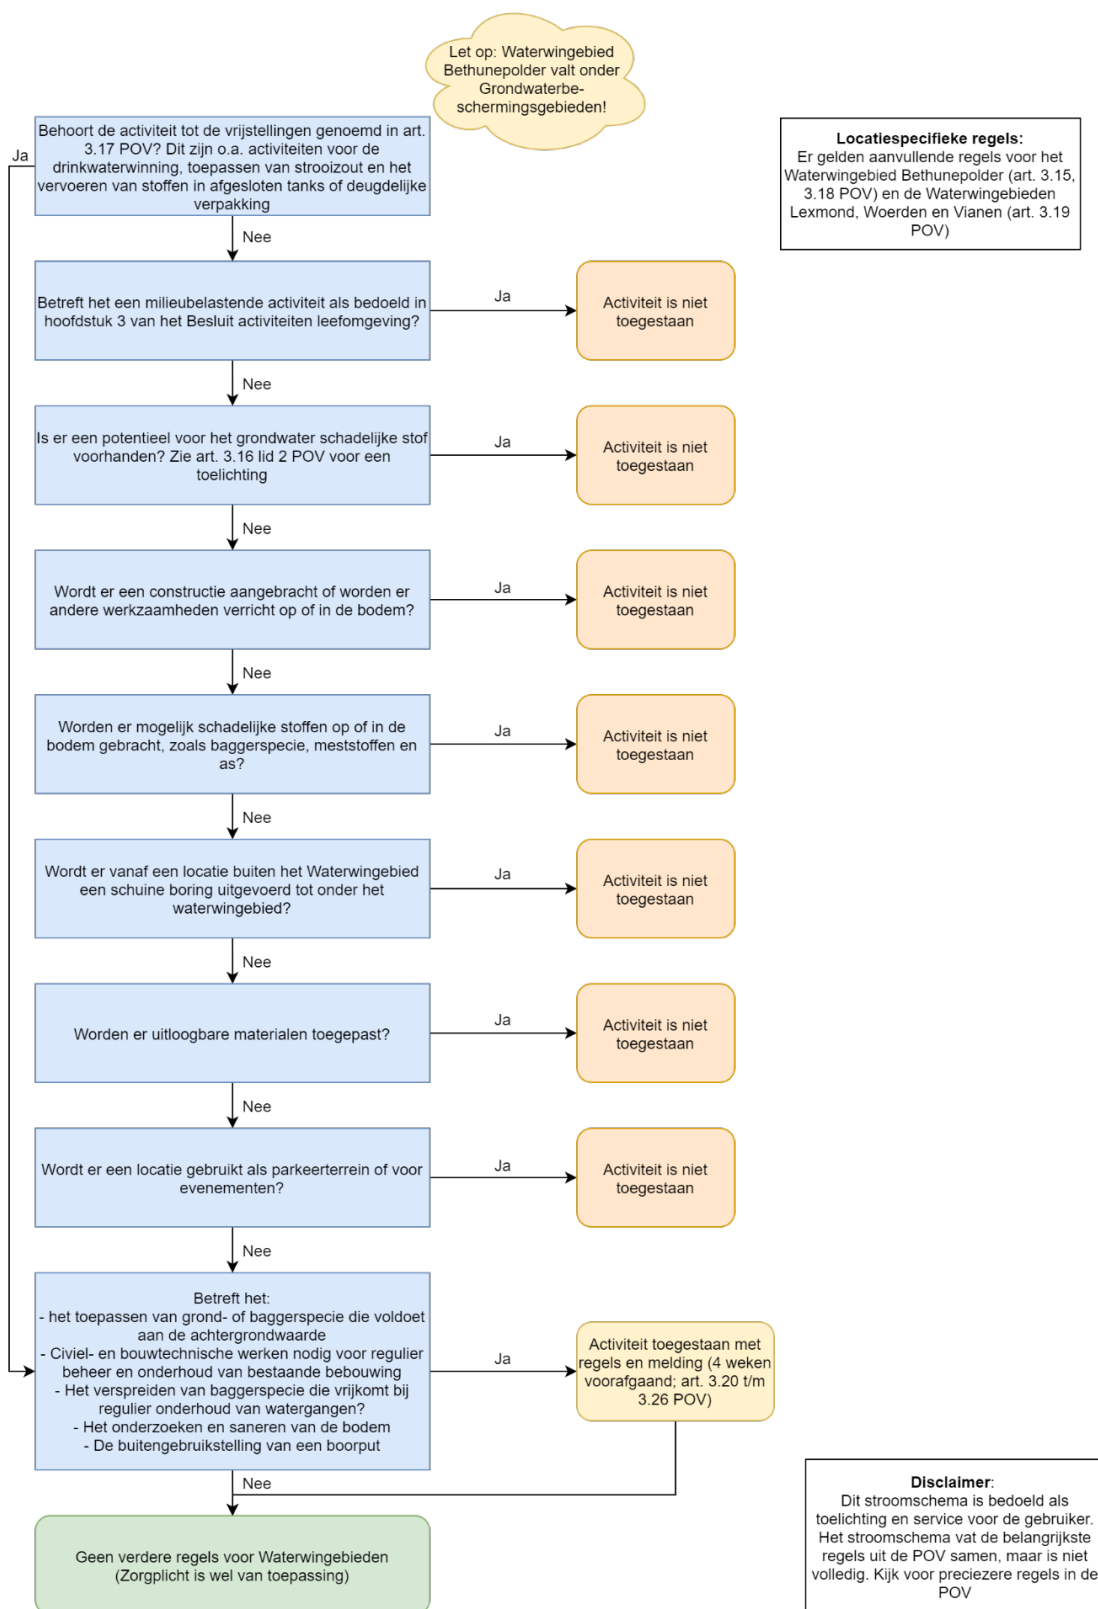 Let op: Waterwingebied
Bethunepolder valt onder
Grondwaterbe-
schermingsgebieden!
Behoort de activiteit tot de vrijstellingen genoemd in art.
3.17 POV? Dit zijn o.a. activiteiten voor de
drinkwaterwinning, toepassen van strooizout en het
vervoeren van stoffen in afgesloten tanks of deugdelijke
verpakking
Ja
Locatiespecifieke regels:
Er gelden aanvullende regels voor het
Waterwingebied Bethunepolder (art. 3.15,
3.18 POV) en de Waterwingebieden
Lexmond, Woerden en Vianen (art. 3.19
POV)
Nee
Betreft het een milieubelastende activiteit als bedoeld in
hoofdstuk 3 van het Besluit activiteiten leefomgeving?
Ja
Activiteit is niet
toegestaan
Nee
Is er een potentieel voor het grondwater schadelijke stof
voorhanden? Zie art. 3.16 lid 2 POV voor een
toelichting
Ja
Activiteit is niet
toegestaan
Nee
Wordt er een constructie aangebracht of worden er
andere werkzaamheden verricht op of in de bodem?
Ja
Activiteit is niet
toegestaan
Nee
Worden er mogelijk schadelijke stoffen op of in de
bodem gebracht, zoals baggerspecie, meststoffen en
as?
Ja
Activiteit is niet
toegestaan
Nee
Wordt er vanaf een locatie buiten het Waterwingebied
een schuine boring uitgevoerd tot onder het
waterwingebied?
Ja
Activiteit is niet
toegestaan
Nee
Worden er uitloogbare materialen toegepast?
Ja
Activiteit is niet
toegestaan
Nee
Wordt er een locatie gebruikt als parkeerterrein of voor
evenementen?
Ja
Activiteit is niet
toegestaan
Nee
Betreft het:
- het toepassen van grond- of baggerspecie die voldoet
aan de achtergrondwaarde
- Civiel- en bouwtechnische werken nodig voor regulier
beheer en onderhoud van bestaande bebouwing
- Het verspreiden van baggerspecie die vrijkomt bij
regulier onderhoud van watergangen?
- Het onderzoeken en saneren van de bodem
- De buitengebruikstelling van een boorput
Ja
Activiteit toegestaan met
regels en melding (4 weken
voorafgaand; art. 3.20 t/m
3.26 POV)
Nee
Geen verdere regels voor Waterwingebieden
(Zorgplicht is wel van toepassing)
Disclaimer:
Dit stroomschema is bedoeld als
toelichting en service voor de gebruiker.
Het stroomschema vat de belangrijkste
regels uit de POV samen, maar is niet
volledig. Kijk voor preciezere regels in de
POV